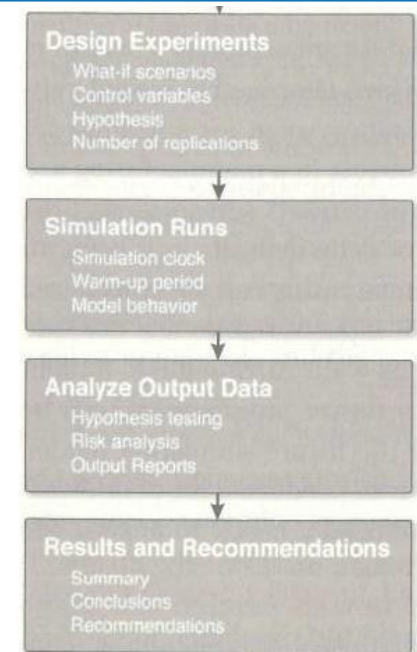 Design Experiments
What-if scenarios
Control variables
Hypothesis
Number of replications
Simulation Runs
Simulation clock
Warm-up period
Model behavior
Analyze Output Data
Hypothesis testing
Risk analysis
Output Reports
Results and Recommendations
Summary
Conclusions
Recommendations